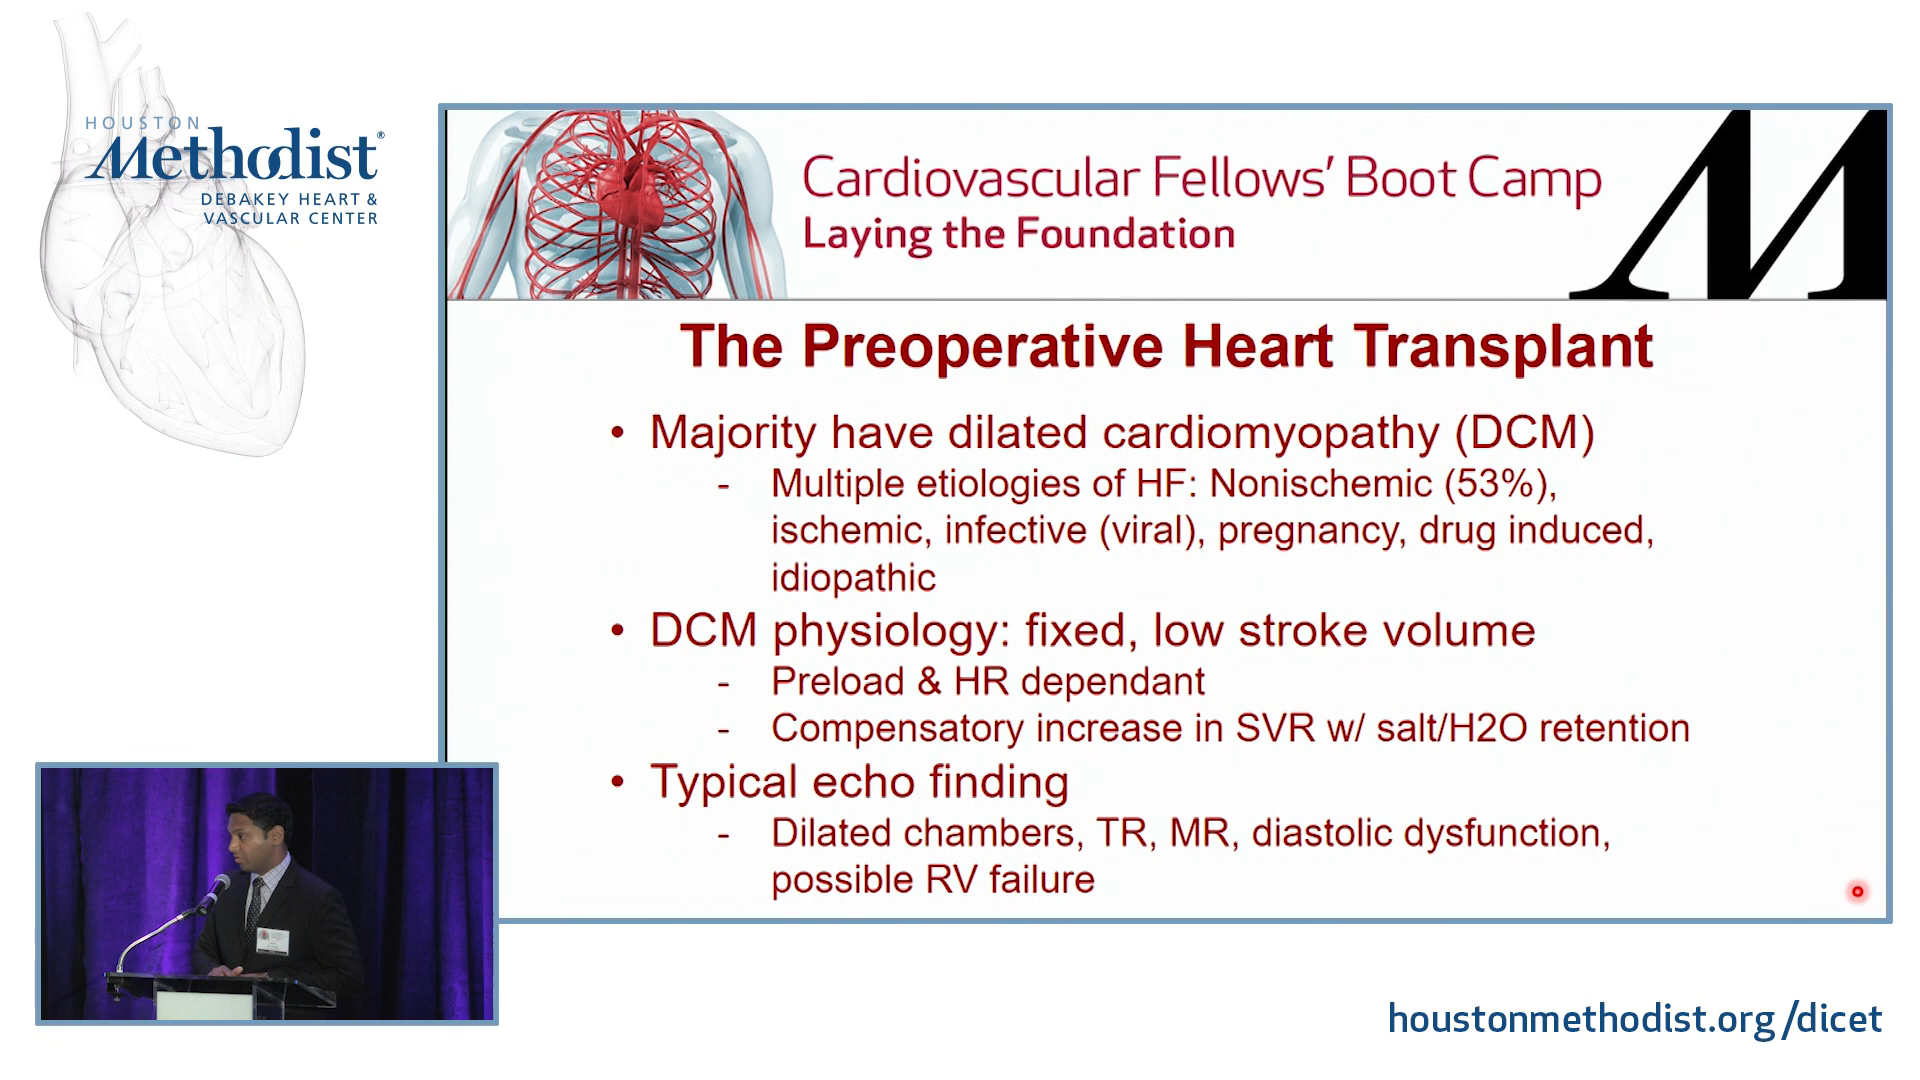 HOUSTON
Methodist®
DEBAKEY HEART &
VASCULAR CENTER
Cardiovascular Fellows' Boot Camp
Laying the Foundation
M
The Preoperative Heart Transplant
• Majority have dilated cardiomyopathy (DCM)
- Multiple etiologies of HF: Nonischemic (53%),
ischemic, infective (viral), pregnancy, drug induced,
idiopathic
• DCM physiology: fixed, low stroke volume
- Preload & HR dependant
- Compensatory increase in SVR w/ salt/H2O retention
• Typical echo finding
- Dilated chambers, TR, MR, diastolic dysfunction,
possible RV failure
houstonmethodist.org/dicet